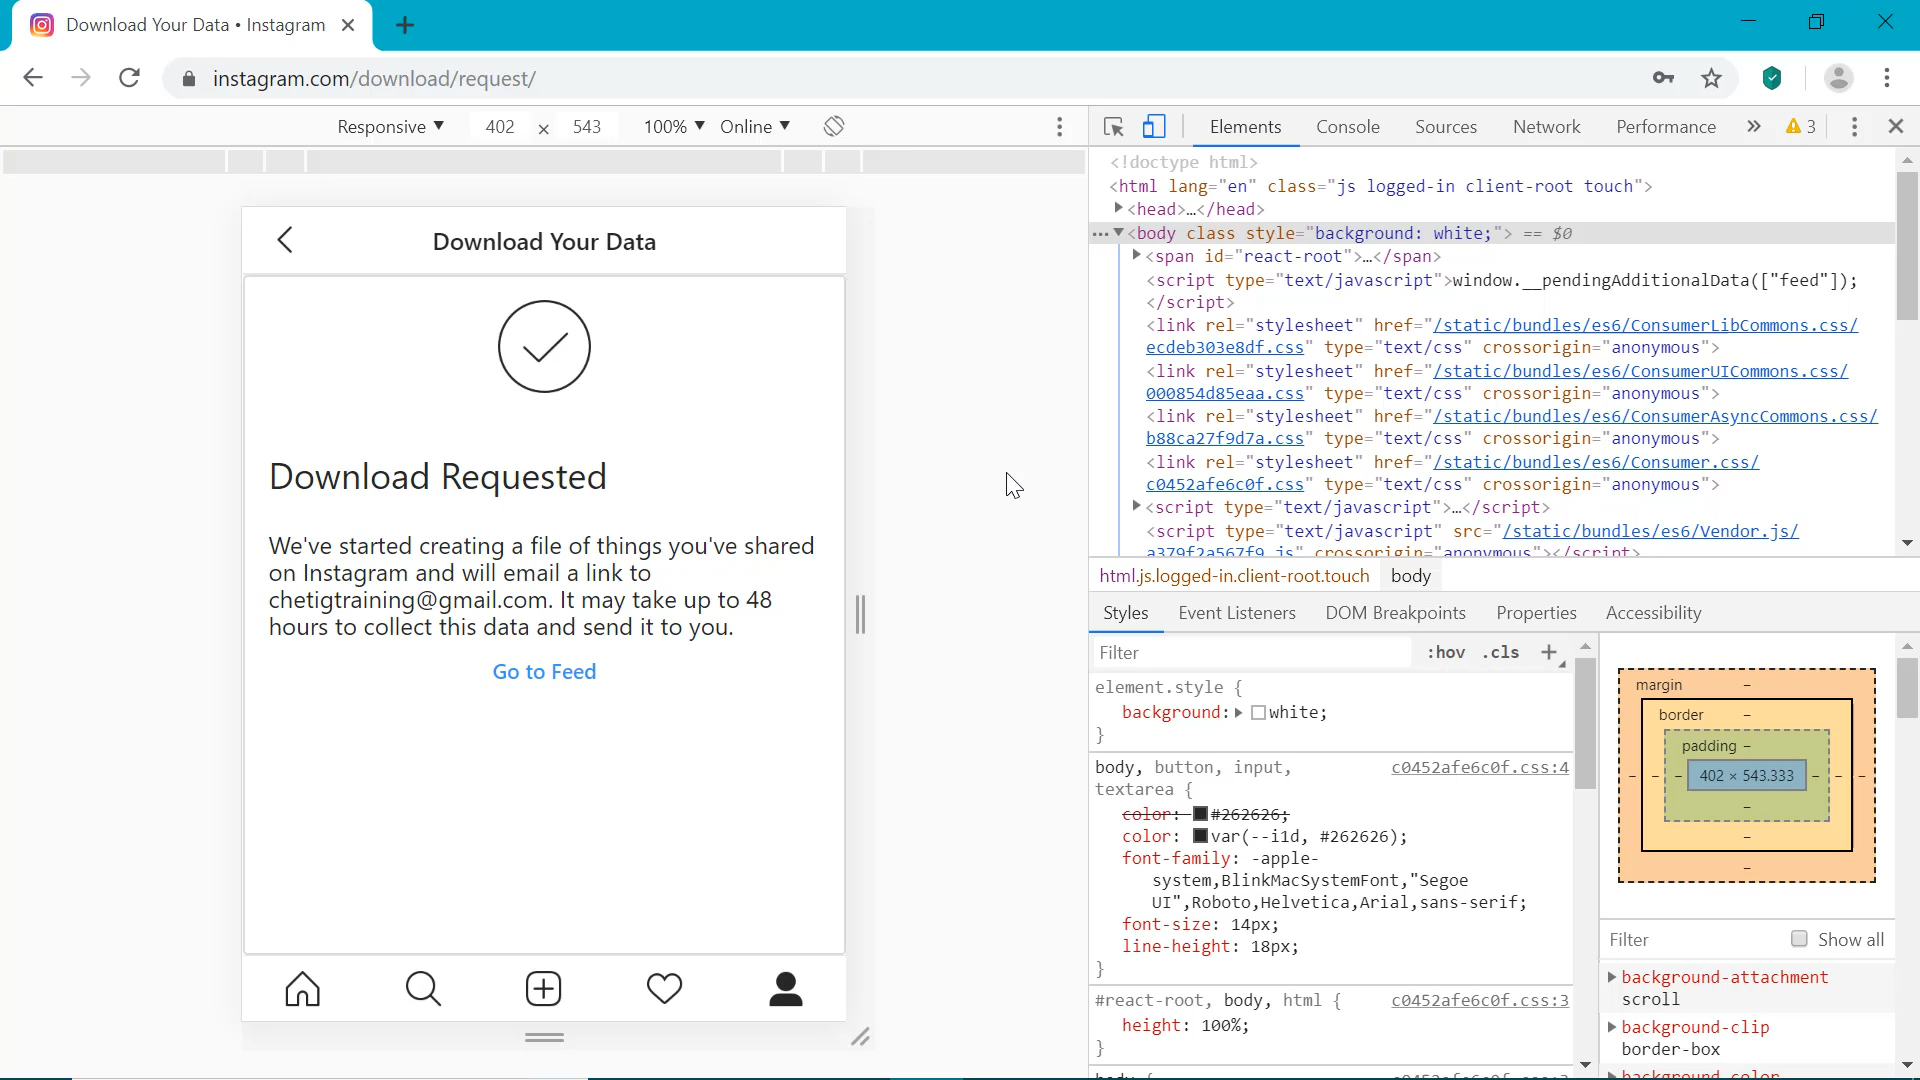 Download Your Data • Instagram
instagram.com/download/request/
Responsive ▼ 402 × 543 100% ▼ Online ▼
Elements Console Sources Network Performance » 3
Download Your Data
Download Requested
We've started creating a file of things you've shared
on Instagram and will email a link to
chetigtraining@gmail.com. It may take up to 48
hours to collect this data and send it to you.
Go to Feed
<!doctype html>
<html lang="en" class="js logged-in client-root touch">
▶<head>…</head>
…▼<body class style="background: white;"> == $0
▶<span id="react-root">…</span>
<script type="text/javascript">window.__pendingAdditionalData(["feed"]);
</script>
<link rel="stylesheet" href="/static/bundles/es6/ConsumerLibCommons.css/
ecdeb303e8df.css" type="text/css" crossorigin="anonymous">
<link rel="stylesheet" href="/static/bundles/es6/ConsumerUICommons.css/
000854d85eaa.css" type="text/css" crossorigin="anonymous">
<link rel="stylesheet" href="/static/bundles/es6/ConsumerAsyncCommons.css/
b88ca27f9d7a.css" type="text/css" crossorigin="anonymous">
<link rel="stylesheet" href="/static/bundles/es6/Consumer.css/
c0452afe6c0f.css" type="text/css" crossorigin="anonymous">
▶<script type="text/javascript">…</script>
<script type="text/javascript" src="/static/bundles/es6/Vendor.js/
a379f2a567f9.js" crossorigin="anonymous"></script>
html.js.logged-in.client-root.touch body
Styles Event Listeners DOM Breakpoints Properties Accessibility
Filter :hov .cls +
element.style {
background:▶ white;
}
body, button, input, c0452afe6c0f.css:4
textarea {
color: #262626;
color: var(--i1d, #262626);
font-family: -apple-
system,BlinkMacSystemFont,"Segoe
UI",Roboto,Helvetica,Arial,sans-serif;
font-size: 14px;
line-height: 18px;
}
#react-root, body, html { c0452afe6c0f.css:3
height: 100%;
}
margin –
border –
padding –
– – – 402 × 543.333 – – –
–
–
–
Filter Show all
▶background-attachment
scroll
▶background-clip
border-box
▶background-color